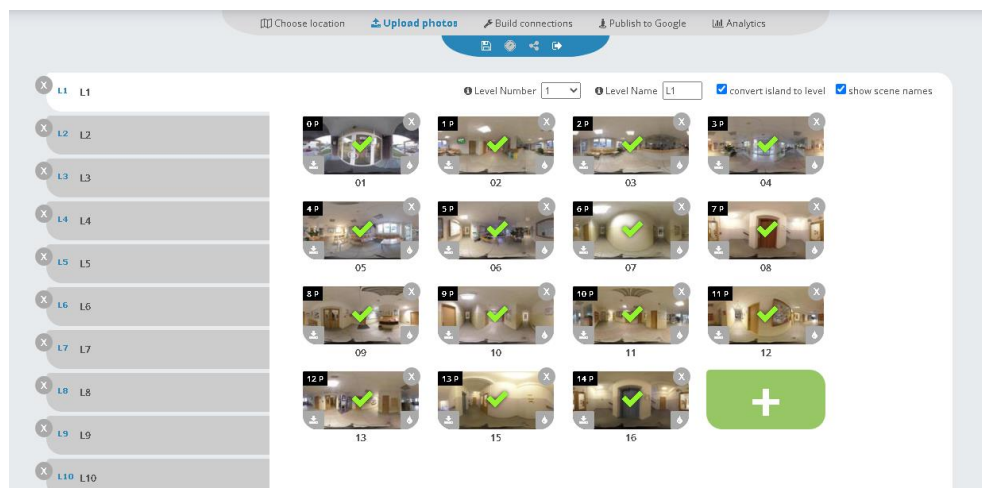 Choose location Upload photos Build connections Publish to Google Analytics
X L1 L1 Level Number 1 Level Name L1 convert island to level show scene names
X L2 L2
0 P X 1 P X 2 P X 3 P X
01 02 03 04
X L3 L3
X L4 L4
4 P X 5 P X 6 P X 7 P X
05 06 07 08
X L5 L5
X L6 L6
8 P X 9 P X 10 P X 11 P X
09 10 11 12
X L7 L7
X L8 L8
12 P X 13 P X 14 P X
13 15 16
X L9 L9
X L10 L10